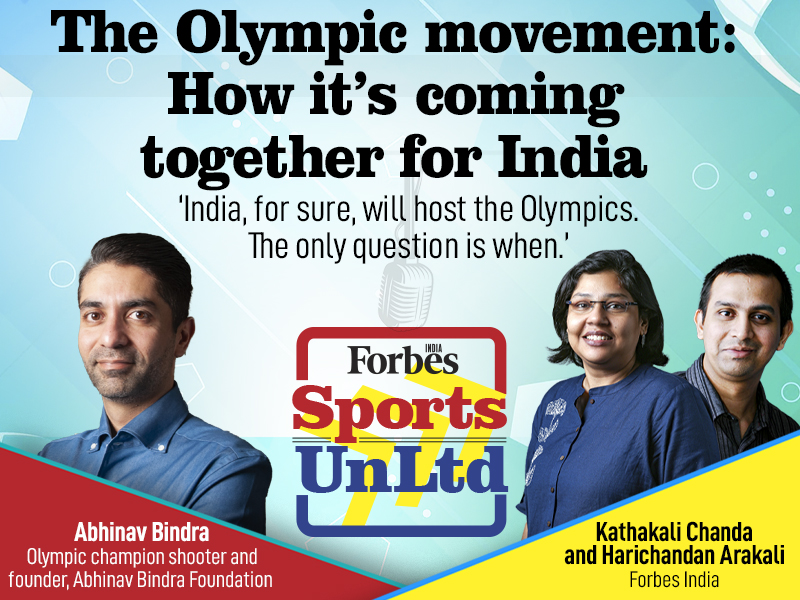 The Olympic movement:
How it’s coming
together for India
‘India, for sure, will host the Olympics.
The only question is when.’
Forbes
INDIA
Sports
UnLtd
Abhinav Bindra
Olympic champion shooter and
founder, Abhinav Bindra Foundation
Kathakali Chanda
and Harichandan Arakali
Forbes India